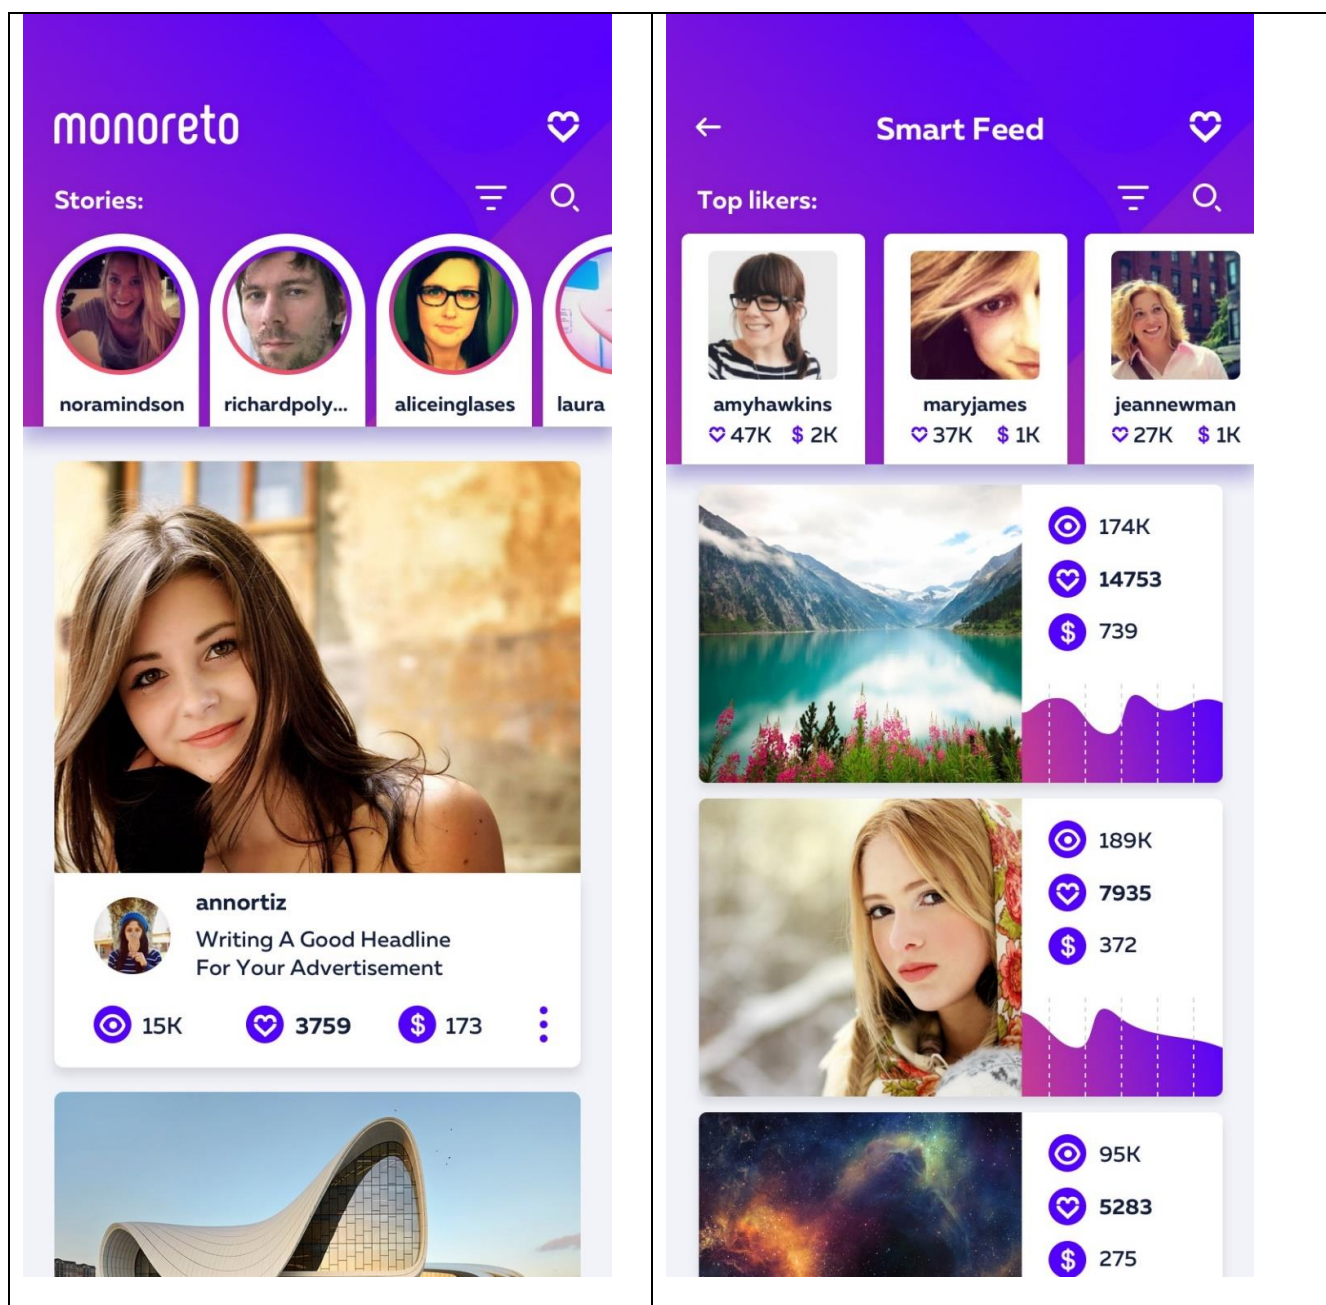 monoreto
Stories:
noramindson
richardpoly...
aliceinglases
laura
annortiz
Writing A Good Headline
For Your Advertisement
15K
3759
$ 173
Smart Feed
Top likers:
amyhawkins
47K $ 2K
maryjames
37K $ 1K
jeannewman
27K $ 1K
174K
14753
$ 739
189K
7935
$ 372
95K
5283
$ 275